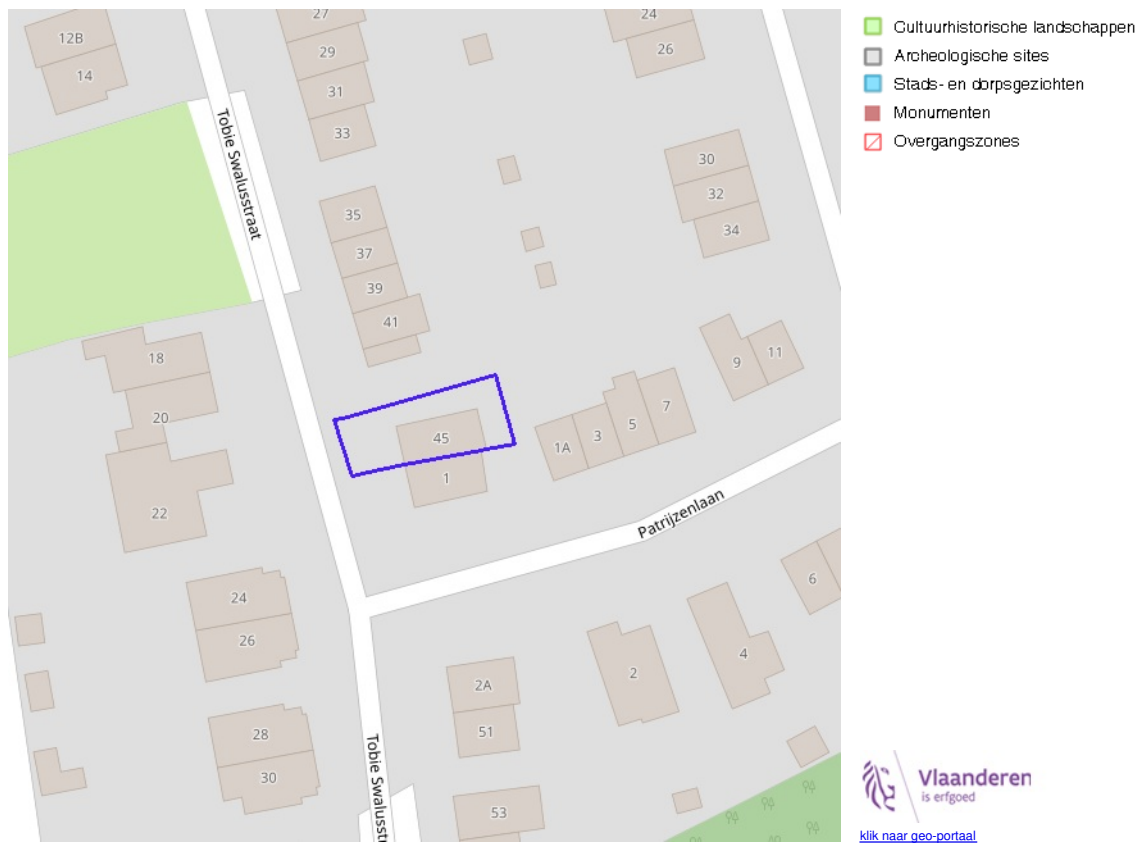 27
24
12B
29
26
14
31
33
Tobie Swalusstraat
30
32
35
34
37
39
41
18
9
11
20
7
45
5
3
1A
1
22
Patrijzenlaan
6
24
26
4
2
2A
51
28
30
Tobie Swalusstr
53
Cultuurhistorische landschappen
Archeologische sites
Stads- en dorpsgezichten
Monumenten
Overgangszones
Vlaanderen
is erfgoed
klik naar geo-portaal